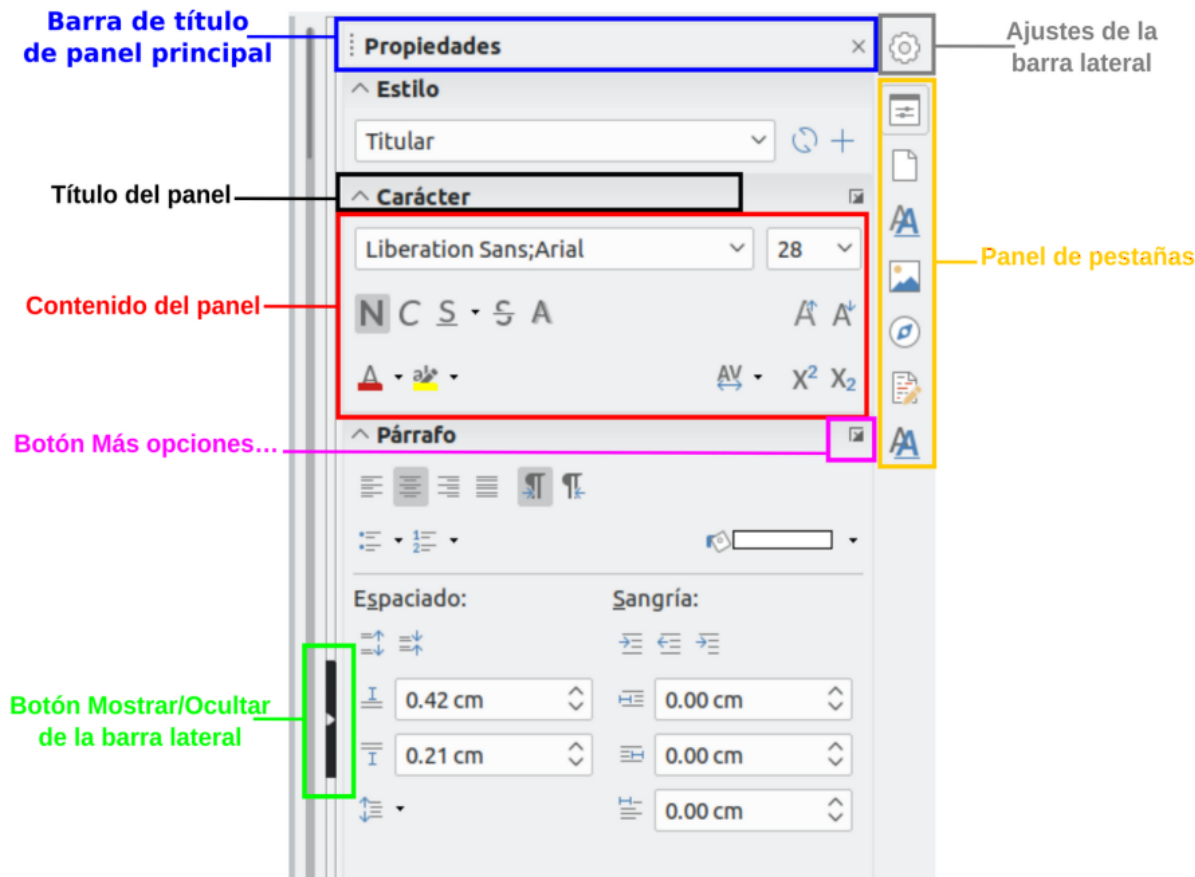 Barra de título
de panel principal
Propiedades
Ajustes de la
barra lateral
Estilo
Titular
Título del panel
Carácter
Liberation Sans;Arial
28
Panel de pestañas
Contenido del panel
N C S S A
A A
A ab
AV X² X₂
Botón Más opciones...
Párrafo
Espaciado:
Sangría:
Botón Mostrar/Ocultar
de la barra lateral
0.42 cm
0.00 cm
0.21 cm
0.00 cm
0.00 cm